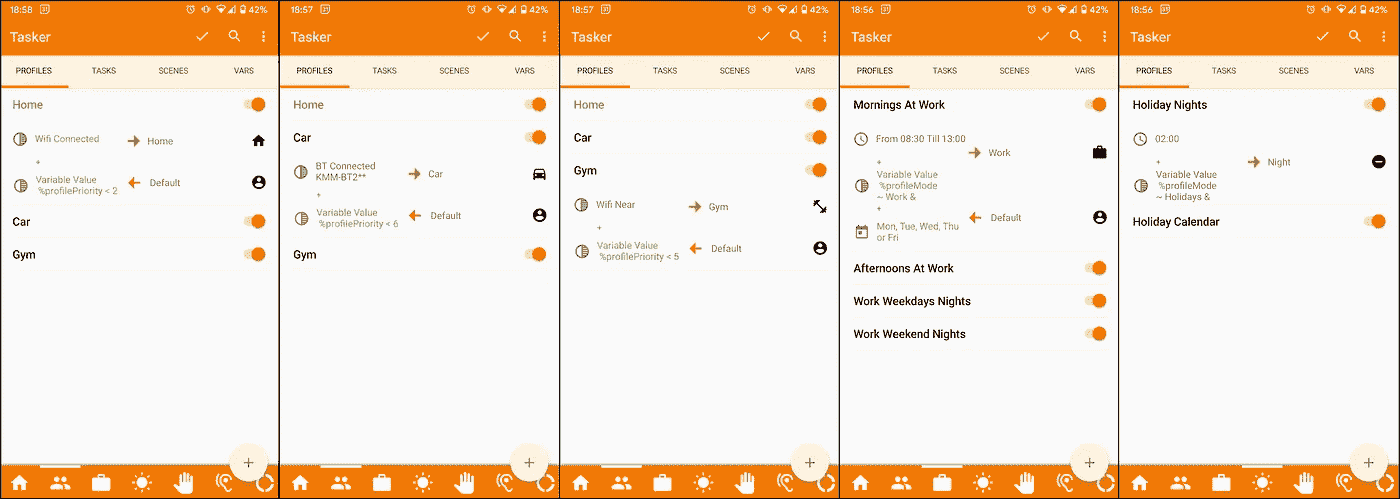 18:58 31 42%
Tasker
PROFILES TASKS SCENES VARS
Home
Wifi Connected Home
+
Variable Value
%profilePriority < 2
Default
Car
Gym
18:57 31 42%
Tasker
PROFILES TASKS SCENES VARS
Home
Car
BT Connected
KMM-BT2**
Car
+
Variable Value
%profilePriority < 6
Default
Gym
18:57 31 42%
Tasker
PROFILES TASKS SCENES VARS
Home
Car
Gym
Wifi Near Gym
+
Variable Value
%profilePriority < 5
Default
18:56 31 42%
Tasker
PROFILES TASKS SCENES VARS
Mornings At Work
From 08:30 Till 13:00
Work
+
Variable Value
%profileMode
~ Work &
+
Mon, Tue, Wed, Thu
or Fri
Default
Afternoons At Work
Work Weekdays Nights
Work Weekend Nights
18:56 31 42%
Tasker
PROFILES TASKS SCENES VARS
Holiday Nights
02:00
+
Night
Variable Value
%profileMode
~ Holidays &
Holiday Calendar